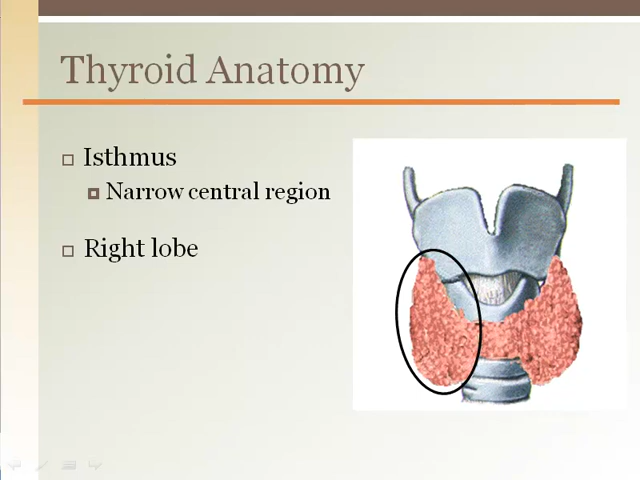 Thyroid Anatomy
Isthmus
Narrow central region
Right lobe